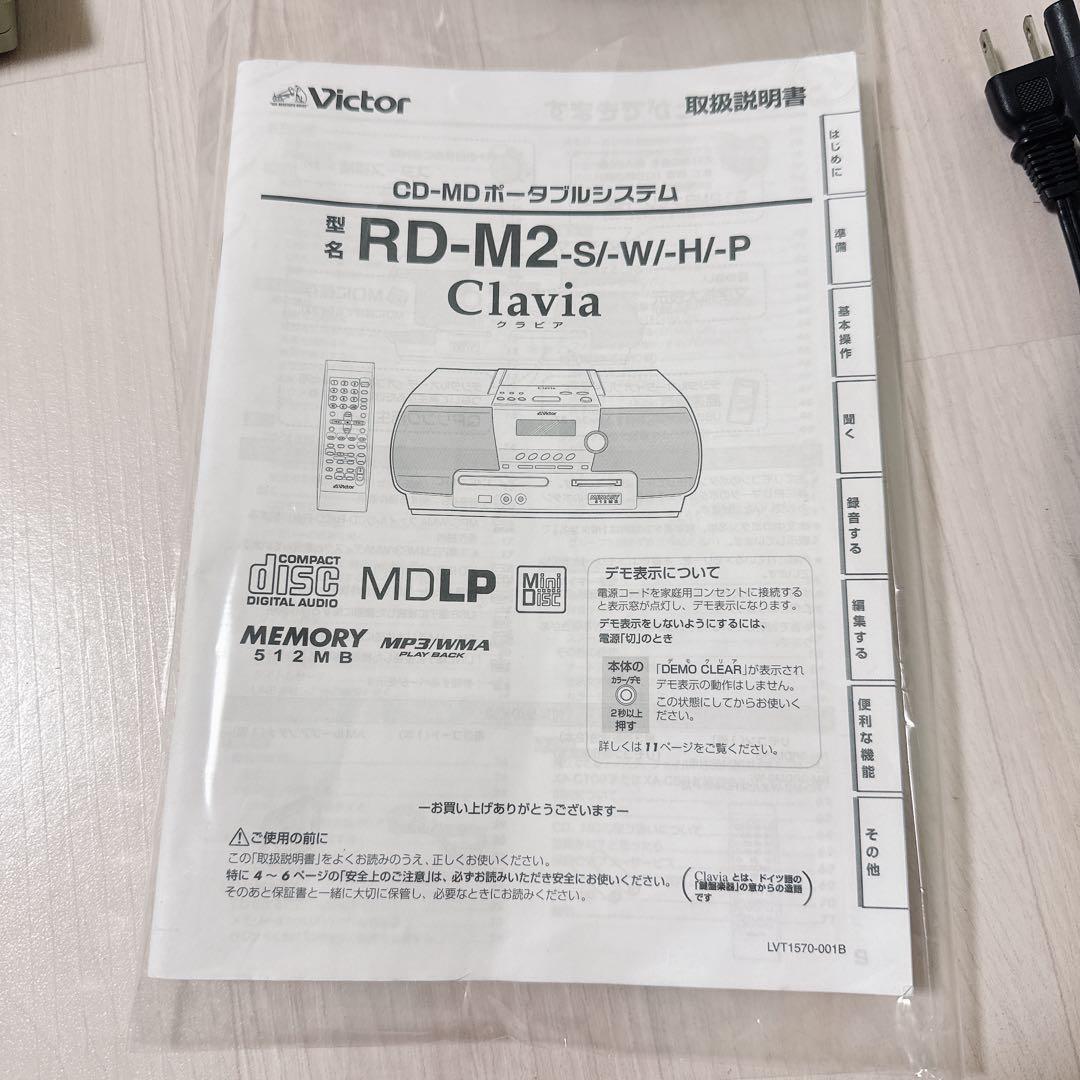 Victor
取扱説明書
CD-MDポータブルシステム
型名 RD-M2-S/-W/-H/-P
Clavia
クラビア
はじめに
準備
基本操作
聞く
録音する
編集する
便利な機能
その他
Victor
Victor
MEMORY
512MB
COMPACT
disc
DIGITAL AUDIO
MDLP
Mini
Disc
MEMORY
512MB
MP3/WMA
PLAY BACK
デモ表示について
電源コードを家庭用コンセントに接続する
と表示窓が点灯し、デモ表示になります。
デモ表示をしないようにするには、
電源「切」のとき
本体の
カラー/デモ
2秒以上
押す
デモ クリア
「DEMO CLEAR」が表示され
デモ表示の動作はしません。
この状態にしてからお使いく
ださい。
詳しくは11ページをご覧ください。
ーお買い上げありがとうございますー
ご使用の前に
この「取扱説明書」をよくお読みのうえ、正しくお使いください。
特に 4～6ページの「安全上のご注意」は、必ずお読みいただき安全にお使いください。
そのあと保証書と一緒に大切に保管し、必要なときにお読みください。
Clavia とは、ドイツ語の
「鍵盤楽器」の意からの造語
です
LVT1570-001B